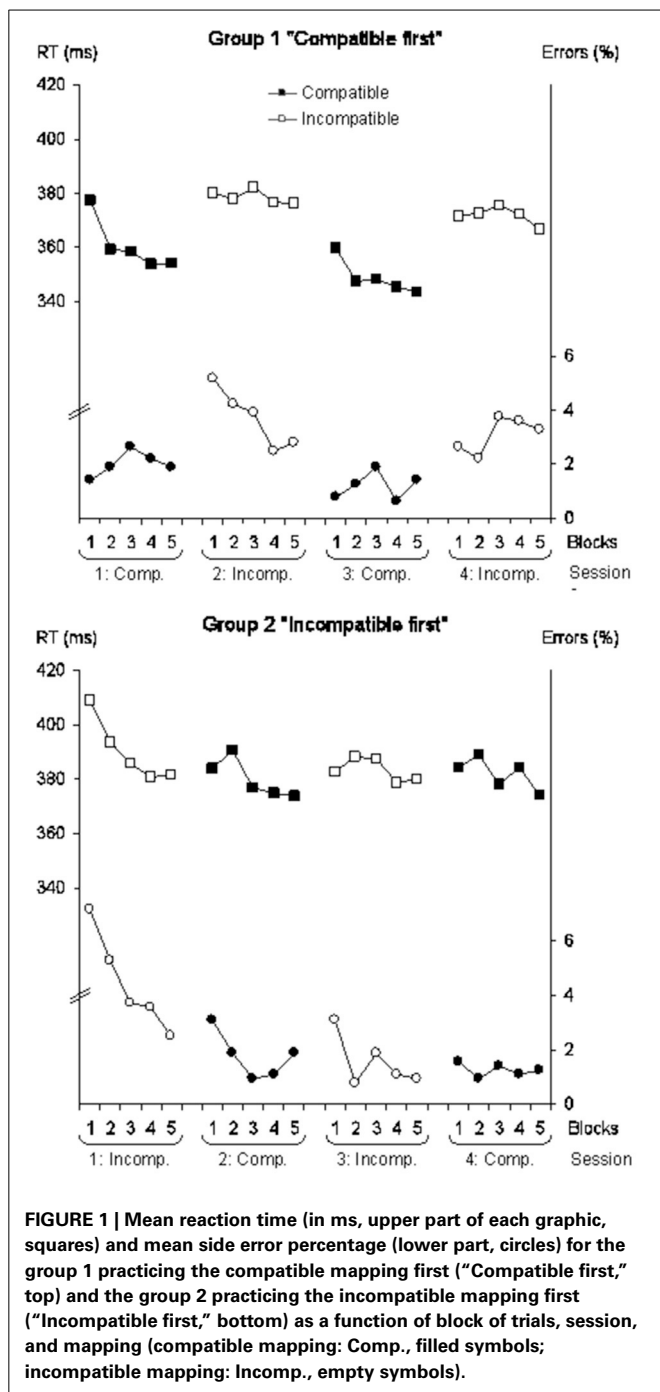 Group 1 "Compatible first"
RT (ms)
Errors (%)
420
Compatible
Incompatible
400
380
360
340
6
4
2
0
1 2 3 4 5 1 2 3 4 5 1 2 3 4 5 1 2 3 4 5 Blocks
1: Comp. 2: Incomp. 3: Comp. 4: Incomp. Session
Group 2 "Incompatible first"
RT (ms)
Errors (%)
420
400
380
360
340
6
4
2
0
1 2 3 4 5 1 2 3 4 5 1 2 3 4 5 1 2 3 4 5 Blocks
1: Incomp. 2: Comp. 3: Incomp. 4: Comp. Session
FIGURE 1 | Mean reaction time (in ms, upper part of each graphic,
squares) and mean side error percentage (lower part, circles) for the
group 1 practicing the compatible mapping first (“Compatible first,”
top) and the group 2 practicing the incompatible mapping first
(“Incompatible first,” bottom) as a function of block of trials, session,
and mapping (compatible mapping: Comp., filled symbols;
incompatible mapping: Incomp., empty symbols).